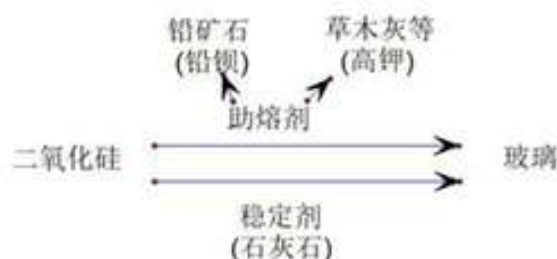 铅矿石
(铅钡)
草木灰等
(高钾)
助熔剂
二氧化硅
玻璃
稳定剂
(石灰石)